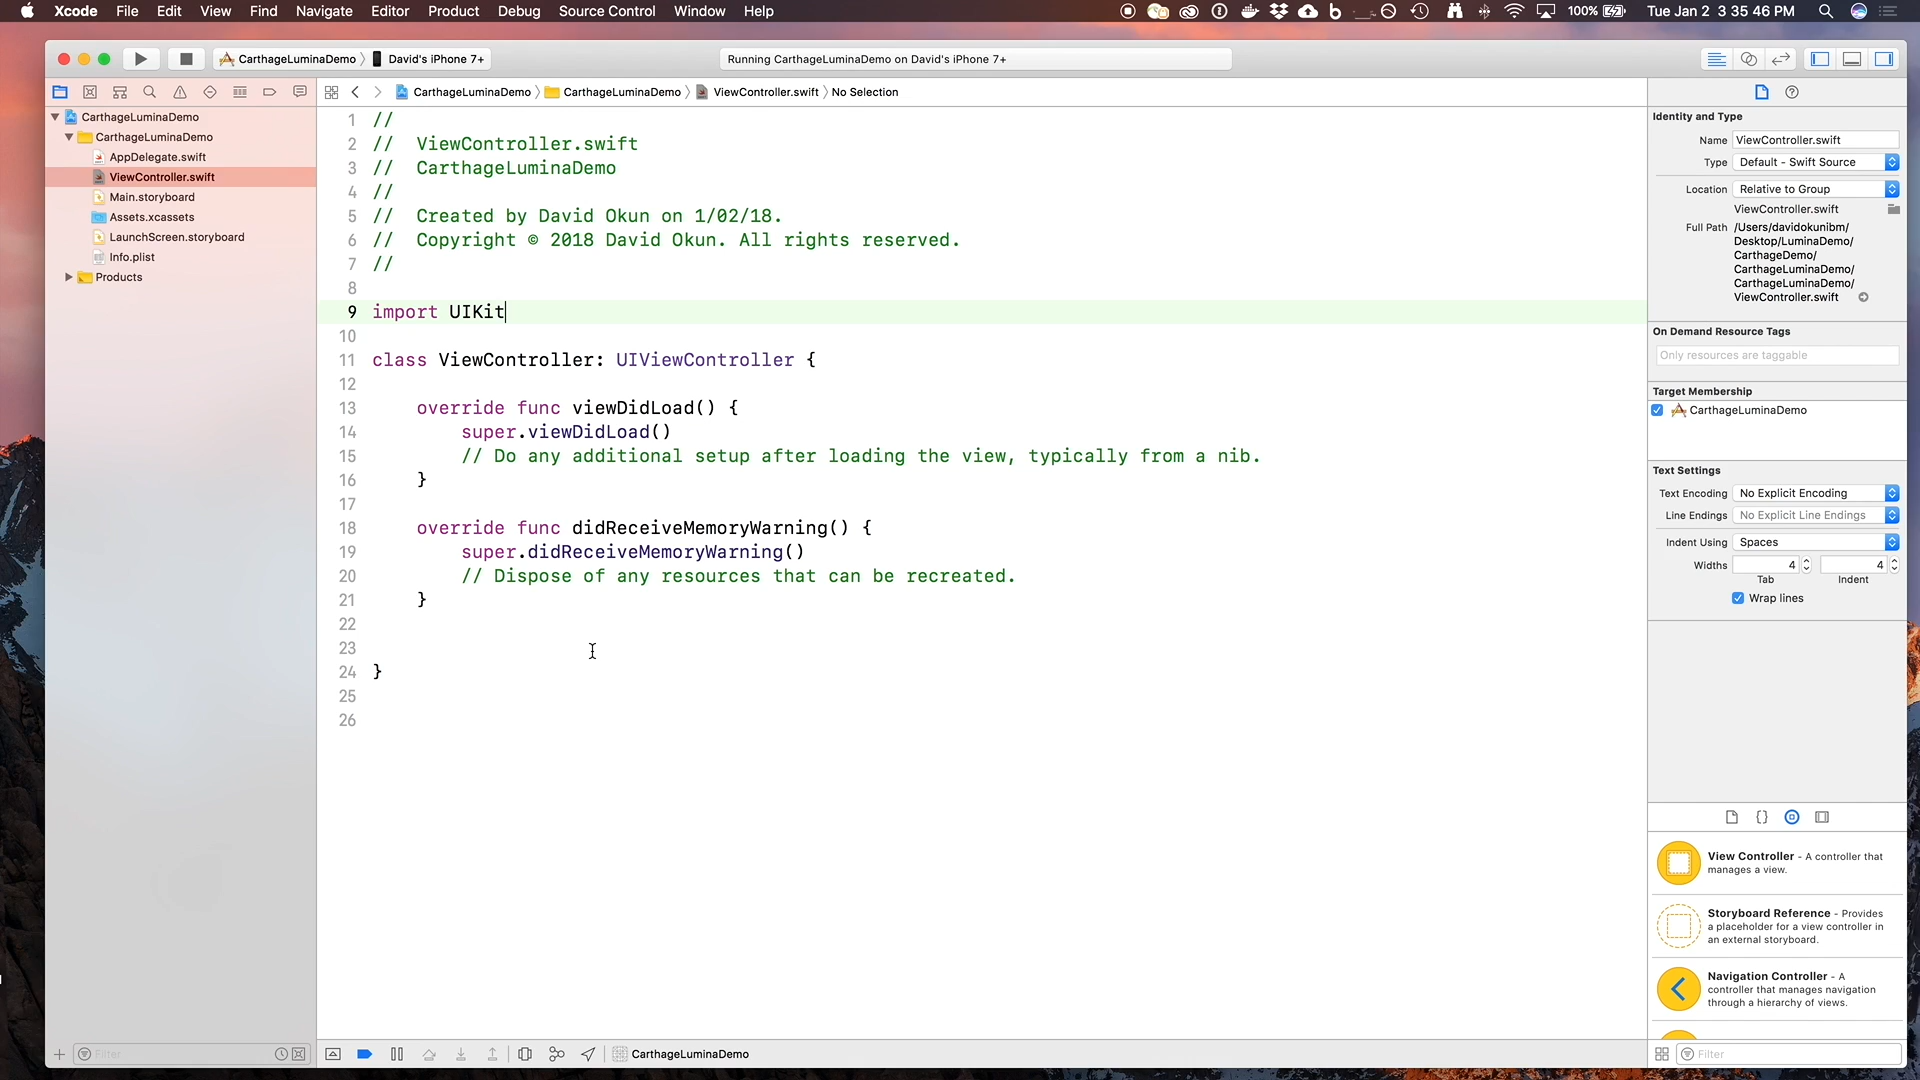 Xcode File Edit View Find Navigate Editor Product Debug Source Control Window Help 100% Tue Jan 2 3 35 46 PM
CarthageLuminaDemo David's iPhone 7+ Running CarthageLuminaDemo on David's iPhone 7+
CarthageLuminaDemo CarthageLuminaDemo ViewController.swift No Selection
CarthageLuminaDemo
CarthageLuminaDemo
AppDelegate.swift
ViewController.swift
Main.storyboard
Assets.xcassets
LaunchScreen.storyboard
Info.plist
Products
Filter
1 //
2 // ViewController.swift
3 // CarthageLuminaDemo
4 //
5 // Created by David Okun on 1/02/18.
6 // Copyright © 2018 David Okun. All rights reserved.
7 //
8
9 import UIKit
10
11 class ViewController: UIViewController {
12
13 override func viewDidLoad() {
14 super.viewDidLoad()
15 // Do any additional setup after loading the view, typically from a nib.
16 }
17
18 override func didReceiveMemoryWarning() {
19 super.didReceiveMemoryWarning()
20 // Dispose of any resources that can be recreated.
21 }
22
23
24 }
25
26
CarthageLuminaDemo
Identity and Type
Name ViewController.swift
Type Default - Swift Source
Location Relative to Group
ViewController.swift
Full Path /Users/davidokunibm/
Desktop/LuminaDemo/
CarthageDemo/
CarthageLuminaDemo/
CarthageLuminaDemo/
ViewController.swift
On Demand Resource Tags
Only resources are taggable
Target Membership
CarthageLuminaDemo
Text Settings
Text Encoding No Explicit Encoding
Line Endings No Explicit Line Endings
Indent Using Spaces
Widths 4 4
Tab Indent
Wrap lines
{}
View Controller - A controller that
manages a view.
Storyboard Reference - Provides
a placeholder for a view controller in
an external storyboard.
Navigation Controller - A
controller that manages navigation
through a hierarchy of views.
Filter